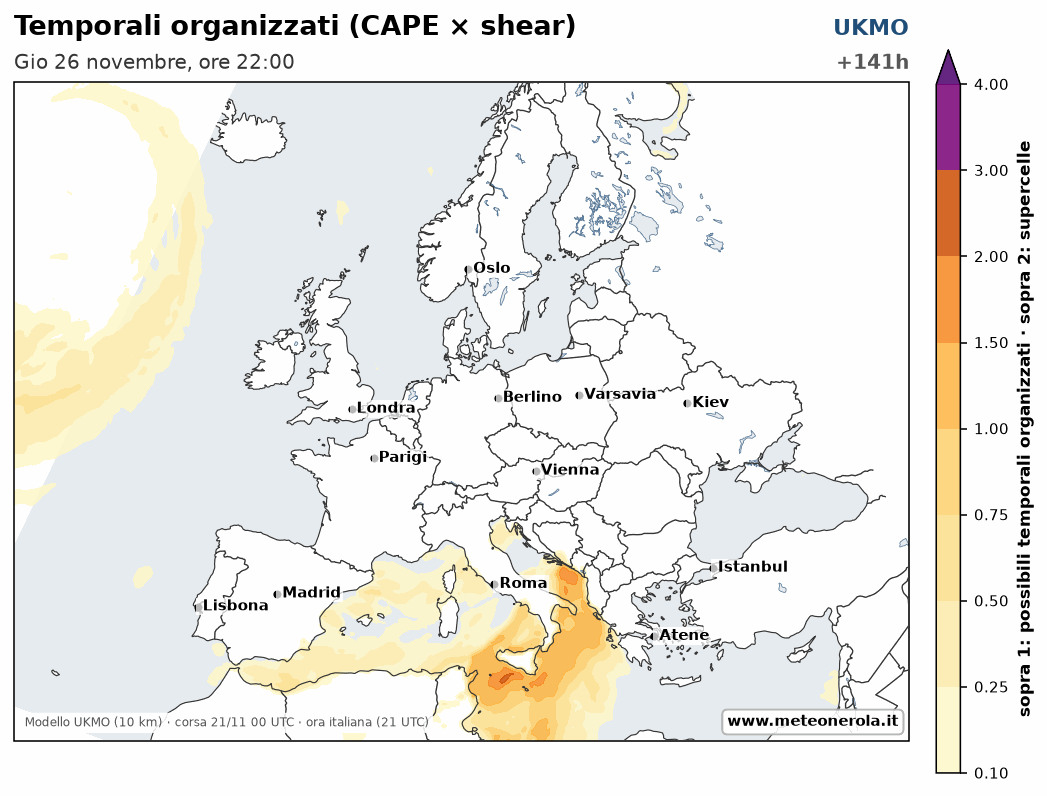 Temporali organizzati (CAPE × shear)
UKMO
Gio 26 novembre, ore 22:00
+141h
Oslo
Londra
Berlino
Varsavia
Kiev
Parigi
Vienna
Istanbul
Roma
Madrid
Lisbona
Atene
Modello UKMO (10 km) · corsa 21/11 00 UTC · ora italiana (21 UTC)
www.meteonerola.it
4.00
3.00
2.00
1.50
1.00
0.75
0.50
0.25
0.10
sopra 1: possibili temporali organizzati · sopra 2: supercelle